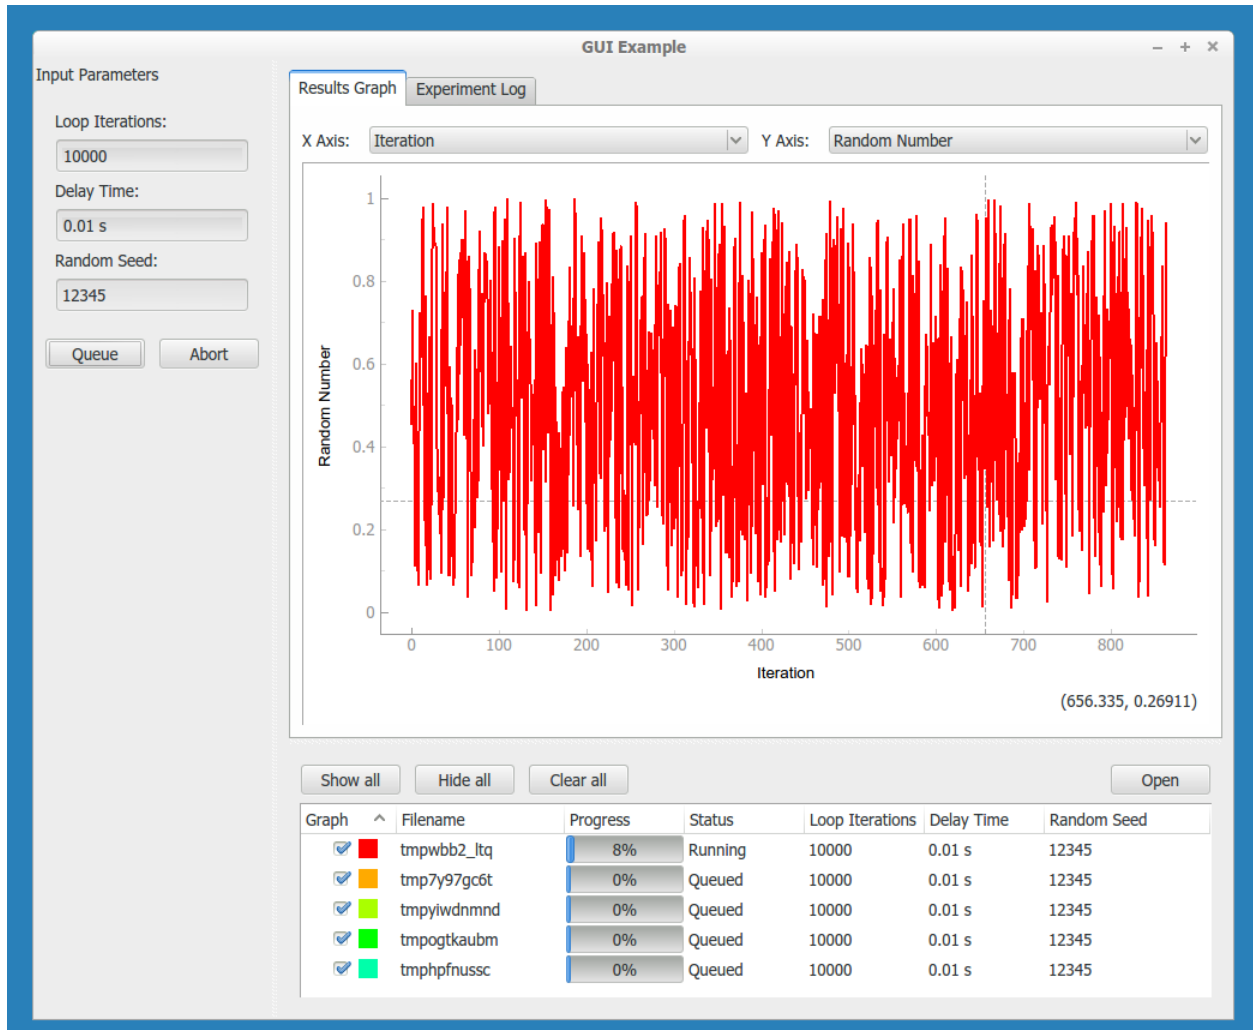 GUI Example
Input Parameters
Loop Iterations:
10000
Delay Time:
0.01 s
Random Seed:
12345
Queue Abort
Results Graph Experiment Log
X Axis: Iteration Y Axis: Random Number
1
0.8
0.6
0.4
0.2
0
Random Number
0 100 200 300 400 500 600 700 800
Iteration
(656.335, 0.26911)
Show all Hide all Clear all Open
Graph Filename Progress Status Loop Iterations Delay Time Random Seed
tmpwbb2_ltq 8% Running 10000 0.01 s 12345
tmp7y97gc6t 0% Queued 10000 0.01 s 12345
tmpyiwdnmnd 0% Queued 10000 0.01 s 12345
tmpogtkaubm 0% Queued 10000 0.01 s 12345
tmphpfnussc 0% Queued 10000 0.01 s 12345